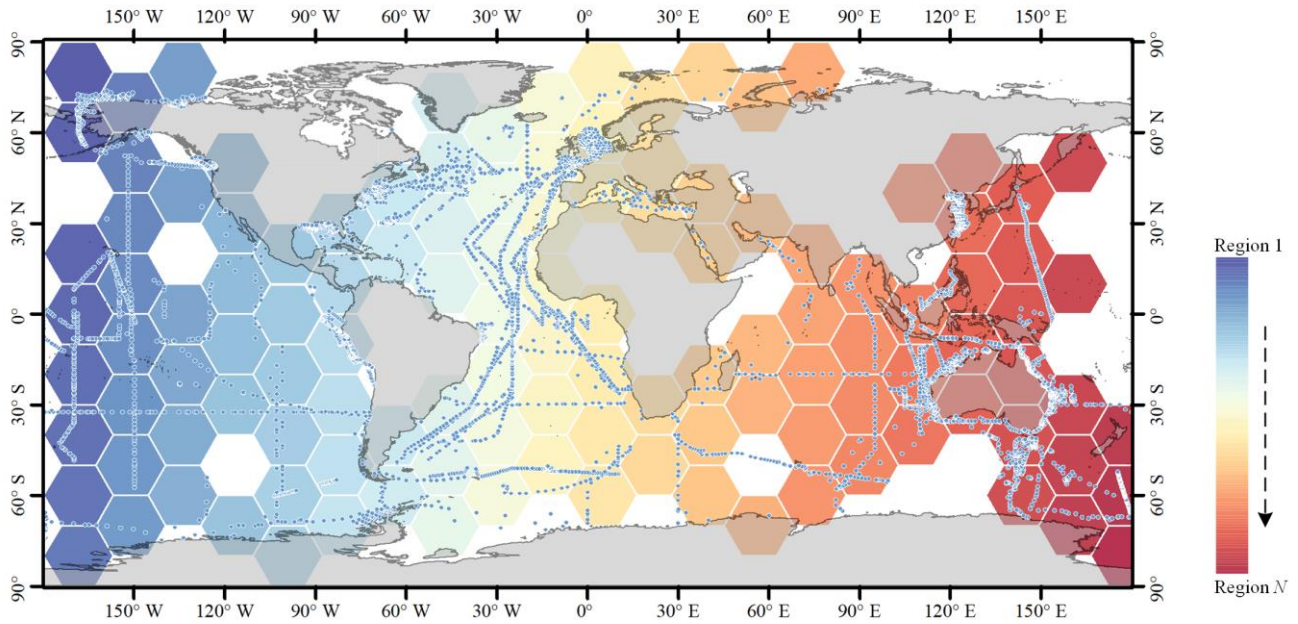 150° W 120° W 90° W 60° W 30° W 0° 30° E 60° E 90° E 120° E 150° E
90° 90°
60° N 60° N
30° N 30° N
0° 0°
30° S 30° S
60° S 60° S
90° 90°
150° W 120° W 90° W 60° W 30° W 0° 30° E 60° E 90° E 120° E 150° E
Region 1
Region N